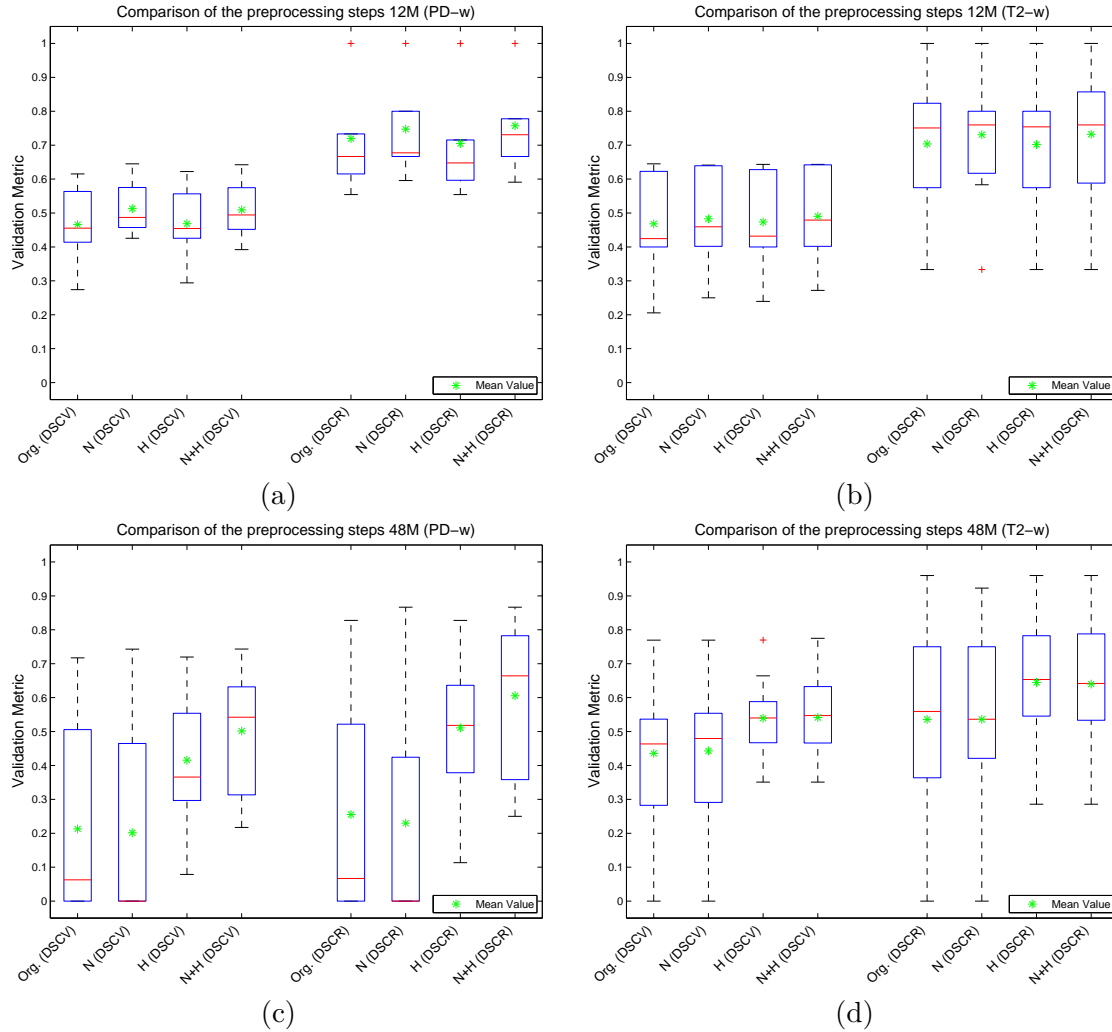 Comparison of the preprocessing steps 12M (PD−w)
1
0.9
0.8
0.7
0.6
0.5
0.4
0.3
0.2
0.1
0
Validation Metric
Mean Value
Org. (DSCV)
N (DSCV)
H (DSCV)
N+H (DSCV)
Org. (DSCR)
N (DSCR)
H (DSCR)
N+H (DSCR)
(a)
Comparison of the preprocessing steps 12M (T2−w)
1
0.9
0.8
0.7
0.6
0.5
0.4
0.3
0.2
0.1
0
Validation Metric
Mean Value
Org. (DSCV)
N (DSCV)
H (DSCV)
N+H (DSCV)
Org. (DSCR)
N (DSCR)
H (DSCR)
N+H (DSCR)
(b)
Comparison of the preprocessing steps 48M (PD−w)
1
0.9
0.8
0.7
0.6
0.5
0.4
0.3
0.2
0.1
0
Validation Metric
Mean Value
Org. (DSCV)
N (DSCV)
H (DSCV)
N+H (DSCV)
Org. (DSCR)
N (DSCR)
H (DSCR)
N+H (DSCR)
(c)
Comparison of the preprocessing steps 48M (T2−w)
1
0.9
0.8
0.7
0.6
0.5
0.4
0.3
0.2
0.1
0
Validation Metric
Mean Value
Org. (DSCV)
N (DSCV)
H (DSCV)
N+H (DSCV)
Org. (DSCR)
N (DSCR)
H (DSCR)
N+H (DSCR)
(d)